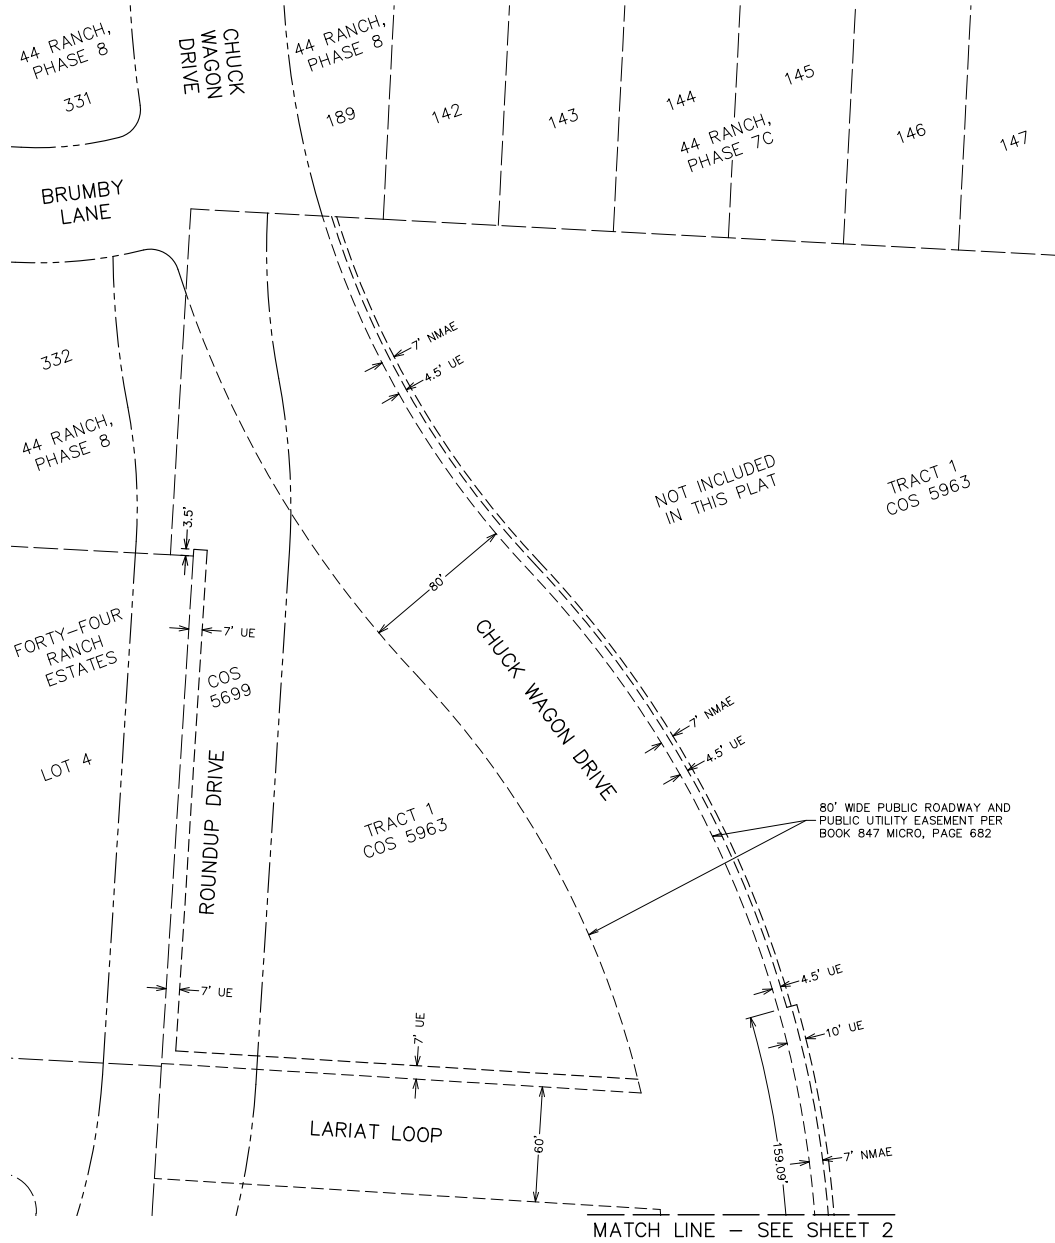 44 RANCH,
PHASE 8
331
CHUCK
WAGON
DRIVE
44 RANCH,
PHASE 8
189
142
143
144
145
44 RANCH,
PHASE 7C
146
147
BRUMBY
LANE
332
44 RANCH,
PHASE 8
7' NMAE
4.5' UE
NOT INCLUDED
IN THIS PLAT
TRACT 1
COS 5963
3.5'
80'
FORTY-FOUR
RANCH
ESTATES
7' UE
COS
5699
CHUCK WAGON DRIVE
LOT 4
ROUNDUP DRIVE
7' NMAE
4.5' UE
TRACT 1
COS 5963
80' WIDE PUBLIC ROADWAY AND
PUBLIC UTILITY EASEMENT PER
BOOK 847 MICRO, PAGE 682
7' UE
7' UE
4.5' UE
10' UE
LARIAT LOOP
60'
159.09'
7' NMAE
MATCH LINE - SEE SHEET 2